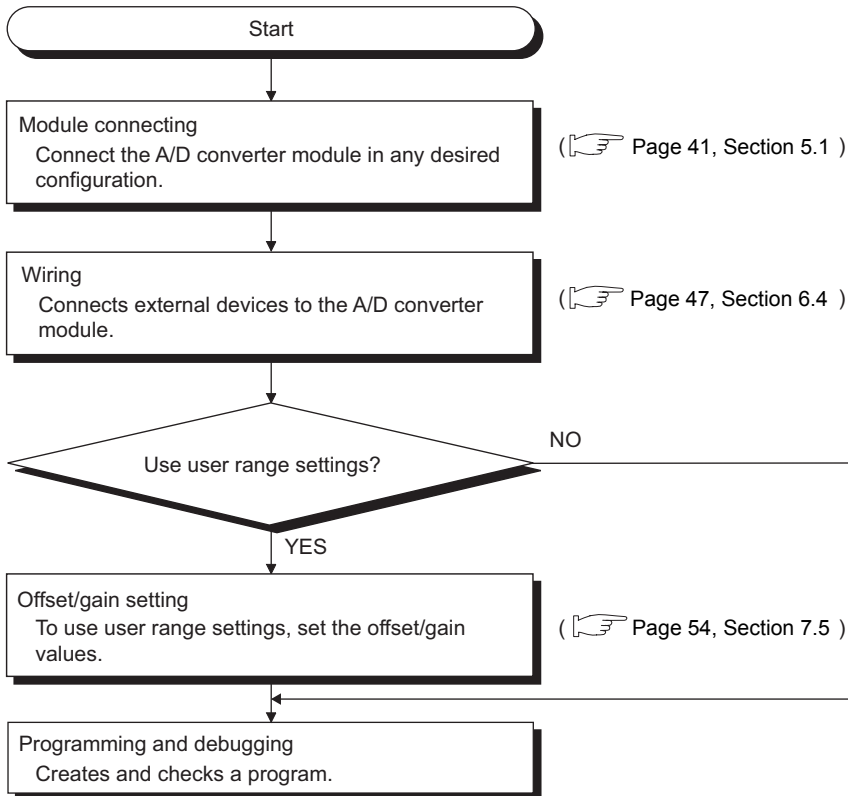 Start
Module connecting
Connect the A/D converter module in any desired
configuration.
( Page 41, Section 5.1 )
Wiring
Connects external devices to the A/D converter
module.
( Page 47, Section 6.4 )
Use user range settings?
NO
YES
Offset/gain setting
To use user range settings, set the offset/gain
values.
( Page 54, Section 7.5 )
Programming and debugging
Creates and checks a program.